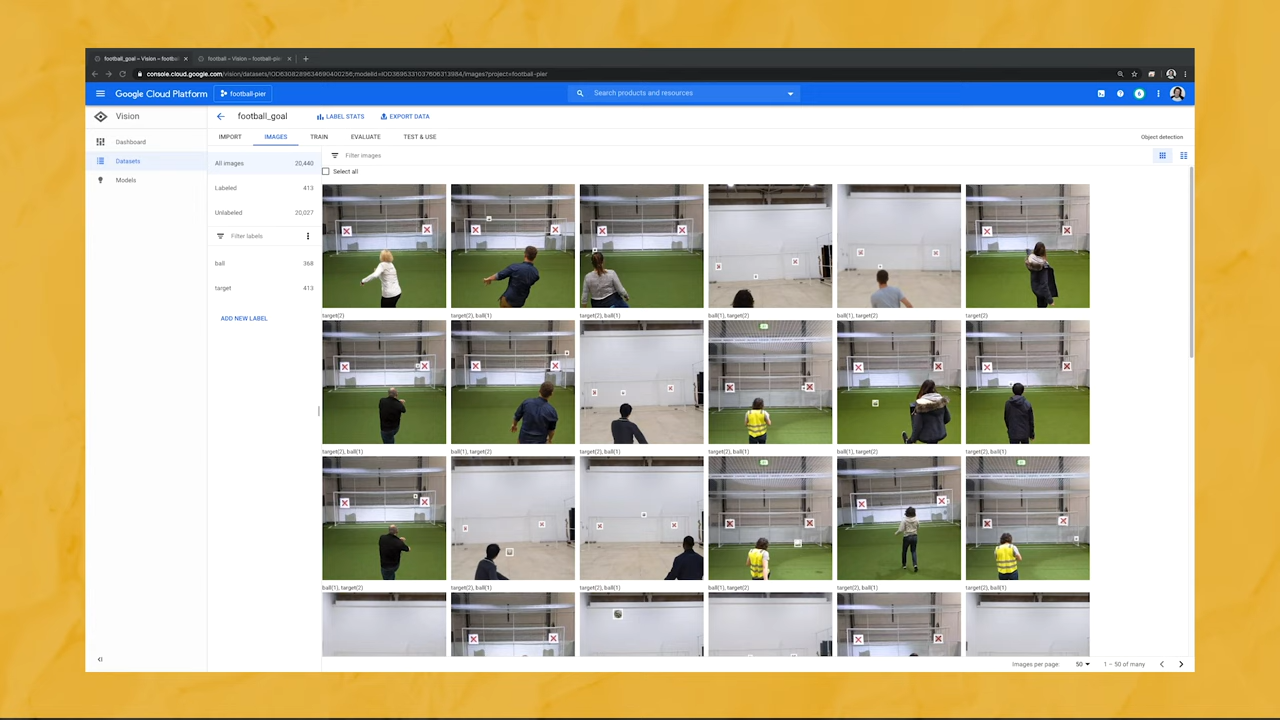 football_goal – Vision – footbal
football – Vision – football-pie
console.cloud.google.com/vision/datasets/IOD6308289634690400256;modelId=IOD3695331037606313984/images?project=football-pier
Google Cloud Platform
football-pier
Search products and resources
6
Vision
football_goal
LABEL STATS
EXPORT DATA
IMPORT
IMAGES
TRAIN
EVALUATE
TEST & USE
Object detection
Dashboard
Datasets
Models
All images 20,440
Labeled 413
Unlabeled 20,027
Filter labels
ball 368
target 413
ADD NEW LABEL
Filter images
Select all
target(2)
target(2), ball(1)
target(2), ball(1)
ball(1), target(2)
ball(1), target(2)
target(2)
target(2), ball(1)
ball(1), target(2)
target(2), ball(1)
target(2), ball(1)
ball(1), target(2)
target(2), ball(1)
ball(1), target(2)
target(2), ball(1)
target(2), ball(1)
ball(1), target(2)
target(2), ball(1)
target(2), ball(1)
Images per page: 50
1 – 50 of many